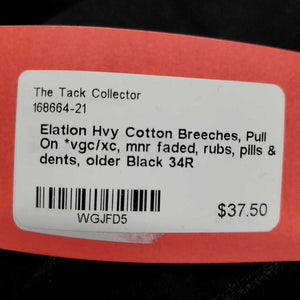 The Tack Collector
168664-21
Elation Hvy Cotton Breeches, Pull
On *vgc/xc, mnr faded, rubs, pills &
dents, older Black 34R
WGJFD5
$37.50